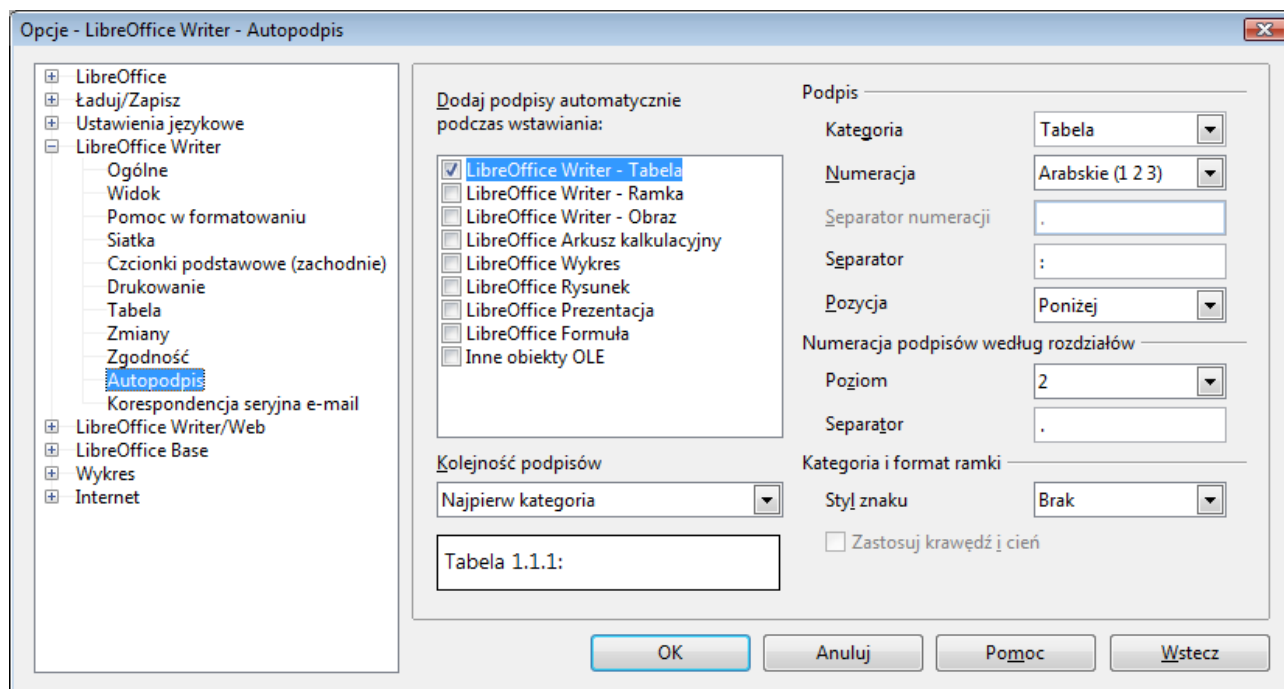 Opcje - LibreOffice Writer - Autopodpis
LibreOffice
Ładuj/Zapisz
Ustawienia językowe
LibreOffice Writer
Ogólne
Widok
Pomoc w formatowaniu
Siatka
Czcionki podstawowe (zachodnie)
Drukowanie
Tabela
Zmiany
Zgodność
Autopodpis
Korespondencja seryjna e-mail
LibreOffice Writer/Web
LibreOffice Base
Wykres
Internet
Dodaj podpisy automatycznie
podczas wstawiania:
LibreOffice Writer - Tabela
LibreOffice Writer - Ramka
LibreOffice Writer - Obraz
LibreOffice Arkusz kalkulacyjny
LibreOffice Wykres
LibreOffice Rysunek
LibreOffice Prezentacja
LibreOffice Formuła
Inne obiekty OLE
Kolejność podpisów
Najpierw kategoria
Tabela 1.1.1:
Podpis
Kategoria Tabela
Numeracja Arabskie (1 2 3)
Separator numeracji .
Separator :
Pozycja Poniżej
Numeracja podpisów według rozdziałów
Poziom 2
Separator .
Kategoria i format ramki
Styl znaku Brak
Zastosuj krawędź i cień
OK Anuluj Pomoc Wstecz